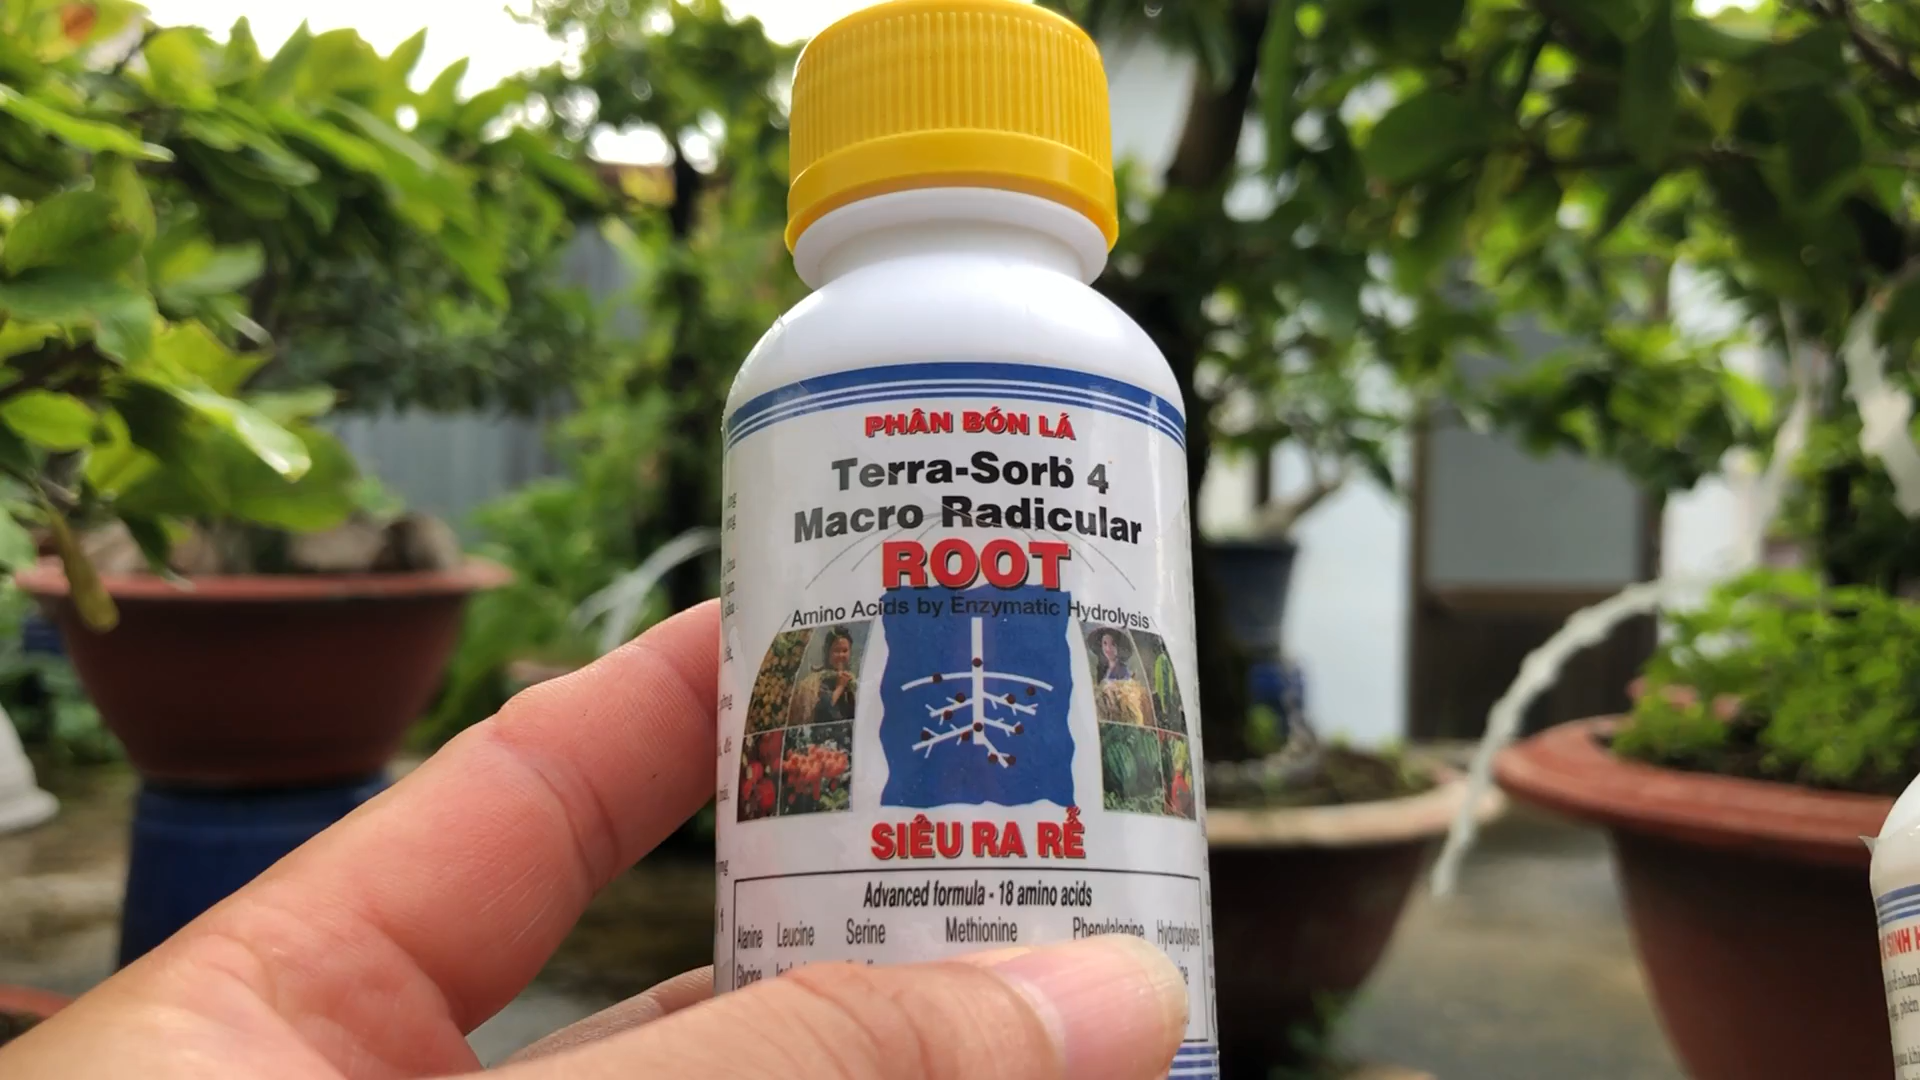 PHÂN BÓN LÁ
Terra-Sorb® 4
Macro Radicular
ROOT
Amino Acids by Enzymatic Hydrolysis
SIÊU RA RỄ
Advanced formula - 18 amino acids
Alanine Leucine Serine Methionine Phenylalanine Hydroxylysine
Glycine